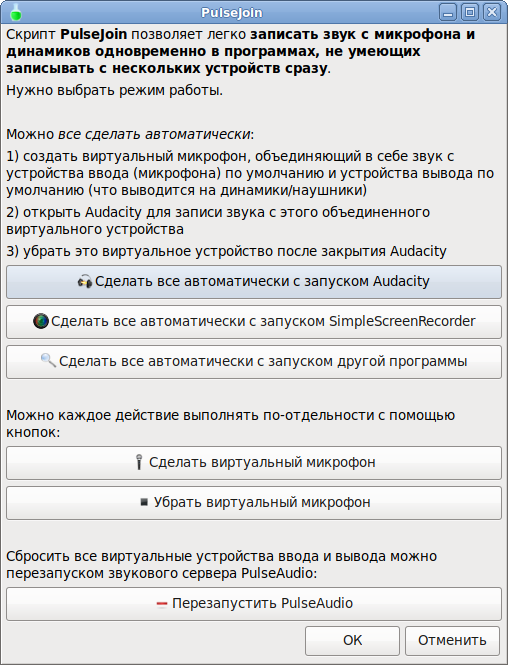 PulseJoin
Скрипт PulseJoin позволяет легко записать звук с микрофона и
динамиков одновременно в программах, не умеющих
записывать с нескольких устройств сразу.
Нужно выбрать режим работы.
Можно все сделать автоматически:
1) создать виртуальный микрофон, объединяющий в себе звук с
устройства ввода (микрофона) по умолчанию и устройства вывода по
умолчанию (что выводится на динамики/наушники)
2) открыть Audacity для записи звука с этого объединенного
виртуального устройства
3) убрать это виртуальное устройство после закрытия Audacity
Сделать все автоматически с запуском Audacity
Сделать все автоматически с запуском SimpleScreenRecorder
Сделать все автоматически с запуском другой программы
Можно каждое действие выполнять по-отдельности с помощью
кнопок:
Сделать виртуальный микрофон
Убрать виртуальный микрофон
Сбросить все виртуальные устройства ввода и вывода можно
перезапуском звукового сервера PulseAudio:
Перезапустить PulseAudio
ОК
Отменить